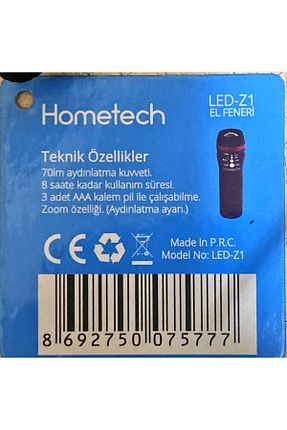 Hometech
LED-Z1
EL FENERİ
Teknik Özellikler
70lm aydınlatma kuvveti.
8 saate kadar kullanım süresi.
3 adet AAA kalem pil ile çalışabilme.
Zoom özelliği. (Aydınlatma ayarı.)
CE
Made In P.R.C.
Model No: LED-Z1
8 692750 075777